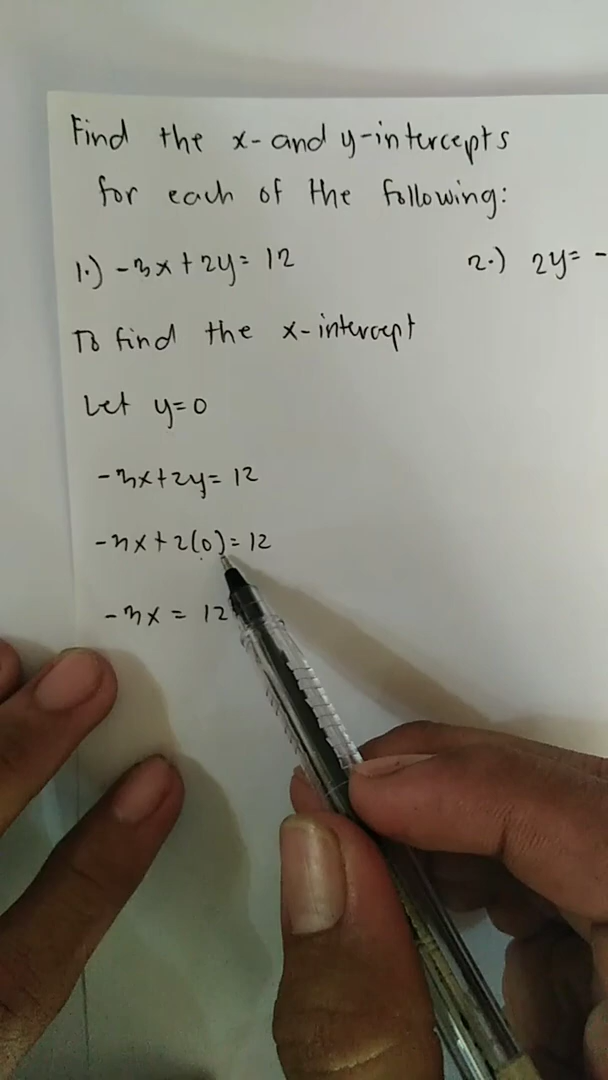 Find the x- and y-intercepts
for each of the following:
1.) -3x + 2y = 12
2.) 2y = -
To find the x-intercept
Let y=0
-3x+2y= 12
-3x + 2(0) = 12
-3x = 12